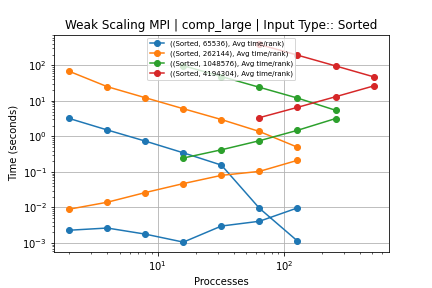 Weak Scaling MPI | comp_large | Input Type:: Sorted
((Sorted, 65536), Avg time/rank)
((Sorted, 262144), Avg time/rank)
((Sorted, 1048576), Avg time/rank)
((Sorted, 4194304), Avg time/rank)
Time (seconds)
10²
10¹
10⁰
10⁻¹
10⁻²
10⁻³
10¹ 10²
Proccesses